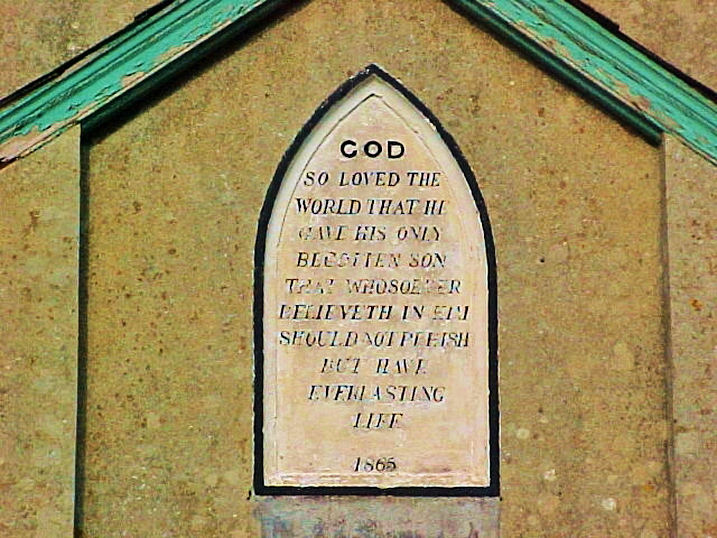 GOD
SO LOVED THE
WORLD THAT HE
GAVE HIS ONLY
BEGOTTEN SON
THAT WHOSOEVER
BELIEVETH IN HIM
SHOULD NOT PERISH
BUT HAVE
EVERLASTING
LIFE
1865